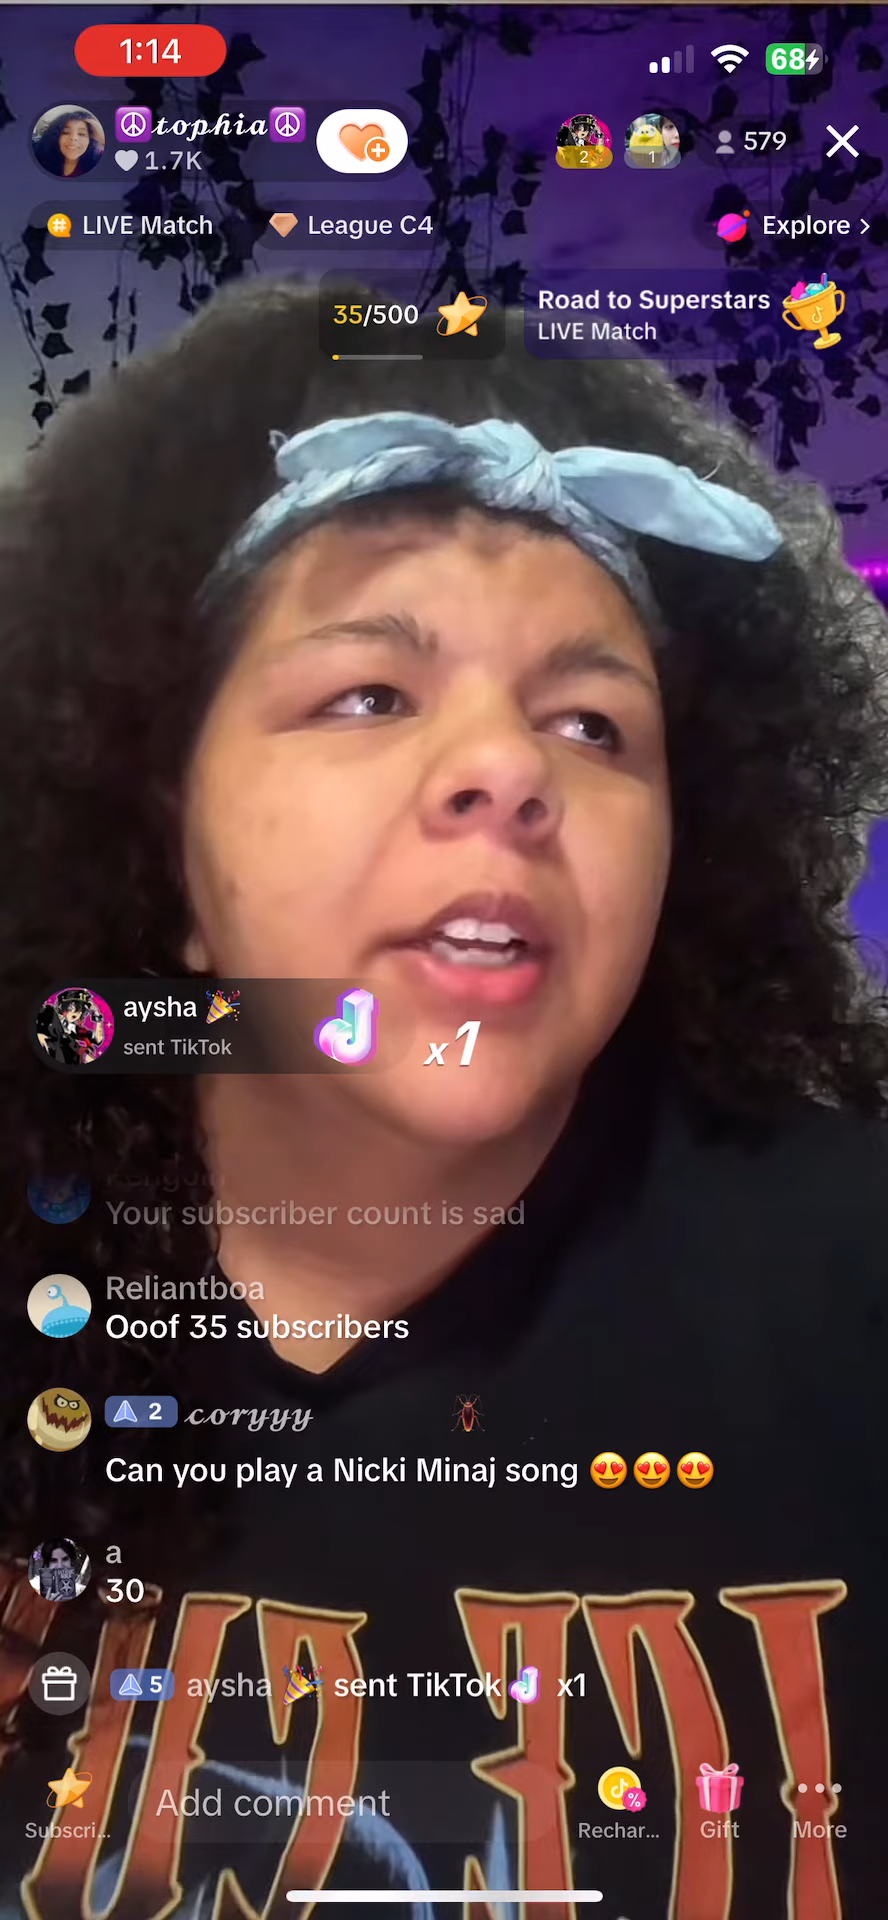 1:14
68
☮️tophia☮️
1.7K
2
1
579
LIVE Match
League C4
Explore >
35/500
Road to Superstars
LIVE Match
aysha 🎉
sent TikTok
x1
Your subscriber count is sad
Reliantboa
Ooof 35 subscribers
2 coryyy 🪳
Can you play a Nicki Minaj song 😍😍😍
a
30
5 aysha 🎉 sent TikTok x1
Add comment
Subscri...
Rechar...
Gift
More